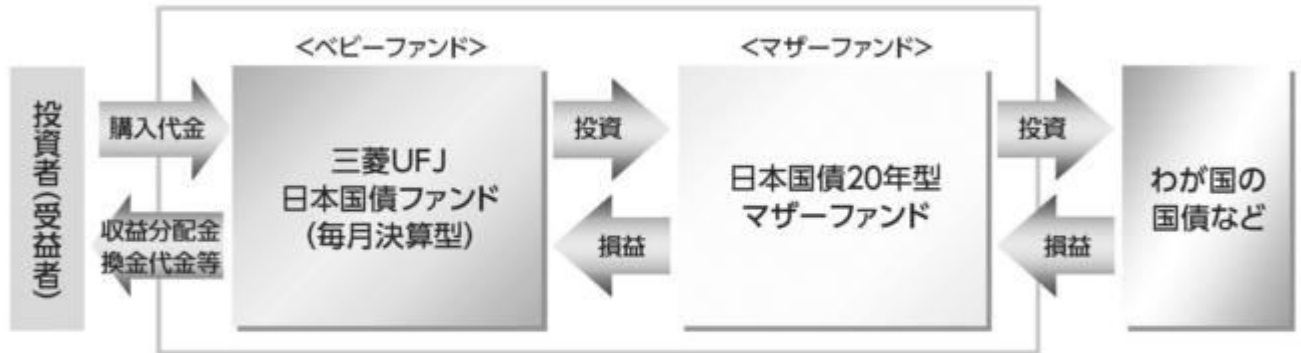 <ベビーファンド>
<マザーファンド>
投資者(受益者)
購入代金
収益分配金
換金代金等
三菱UFJ
日本国債ファンド
(毎月決算型)
投資
損益
日本国債20年型
マザーファンド
投資
損益
わが国の
国債など